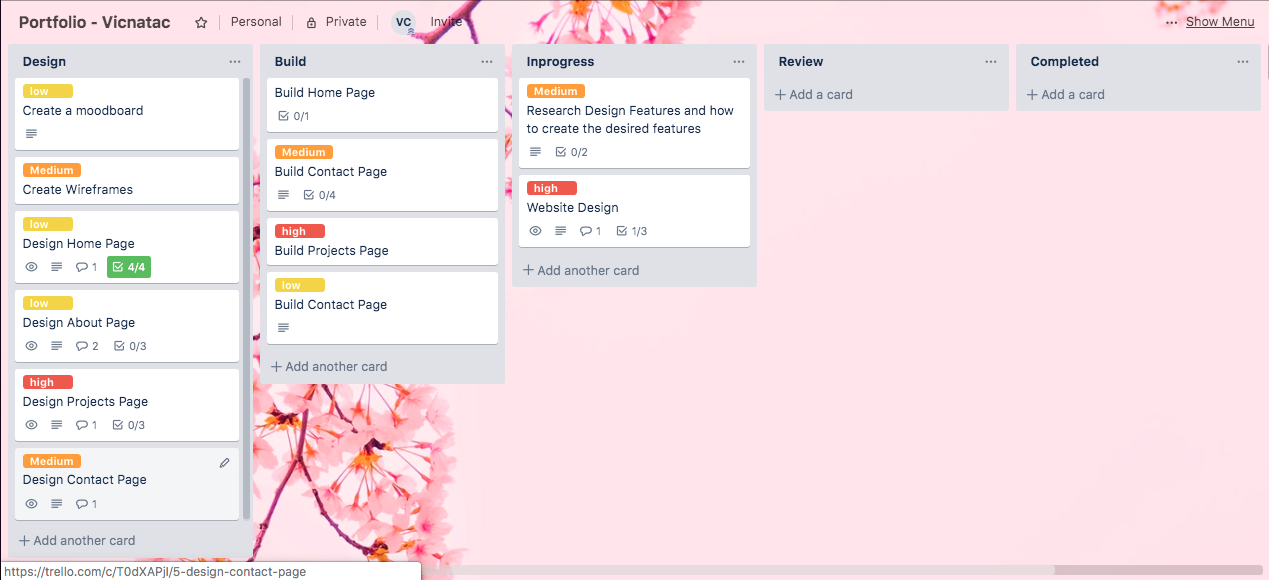 Portfolio - Vicnatac
Personal
Private
VC
Invite
... Show Menu
Design
low
Create a moodboard
Medium
Create Wireframes
low
Design Home Page
1
4/4
low
Design About Page
2
0/3
high
Design Projects Page
1
0/3
Medium
Design Contact Page
1
+ Add another card
Build
Build Home Page
0/1
Medium
Build Contact Page
0/4
high
Build Projects Page
low
Build Contact Page
+ Add another card
Inprogress
Medium
Research Design Features and how
to create the desired features
0/2
high
Website Design
1
1/3
+ Add another card
Review
+ Add a card
Completed
+ Add a card
https://trello.com/c/T0dXAPjI/5-design-contact-page